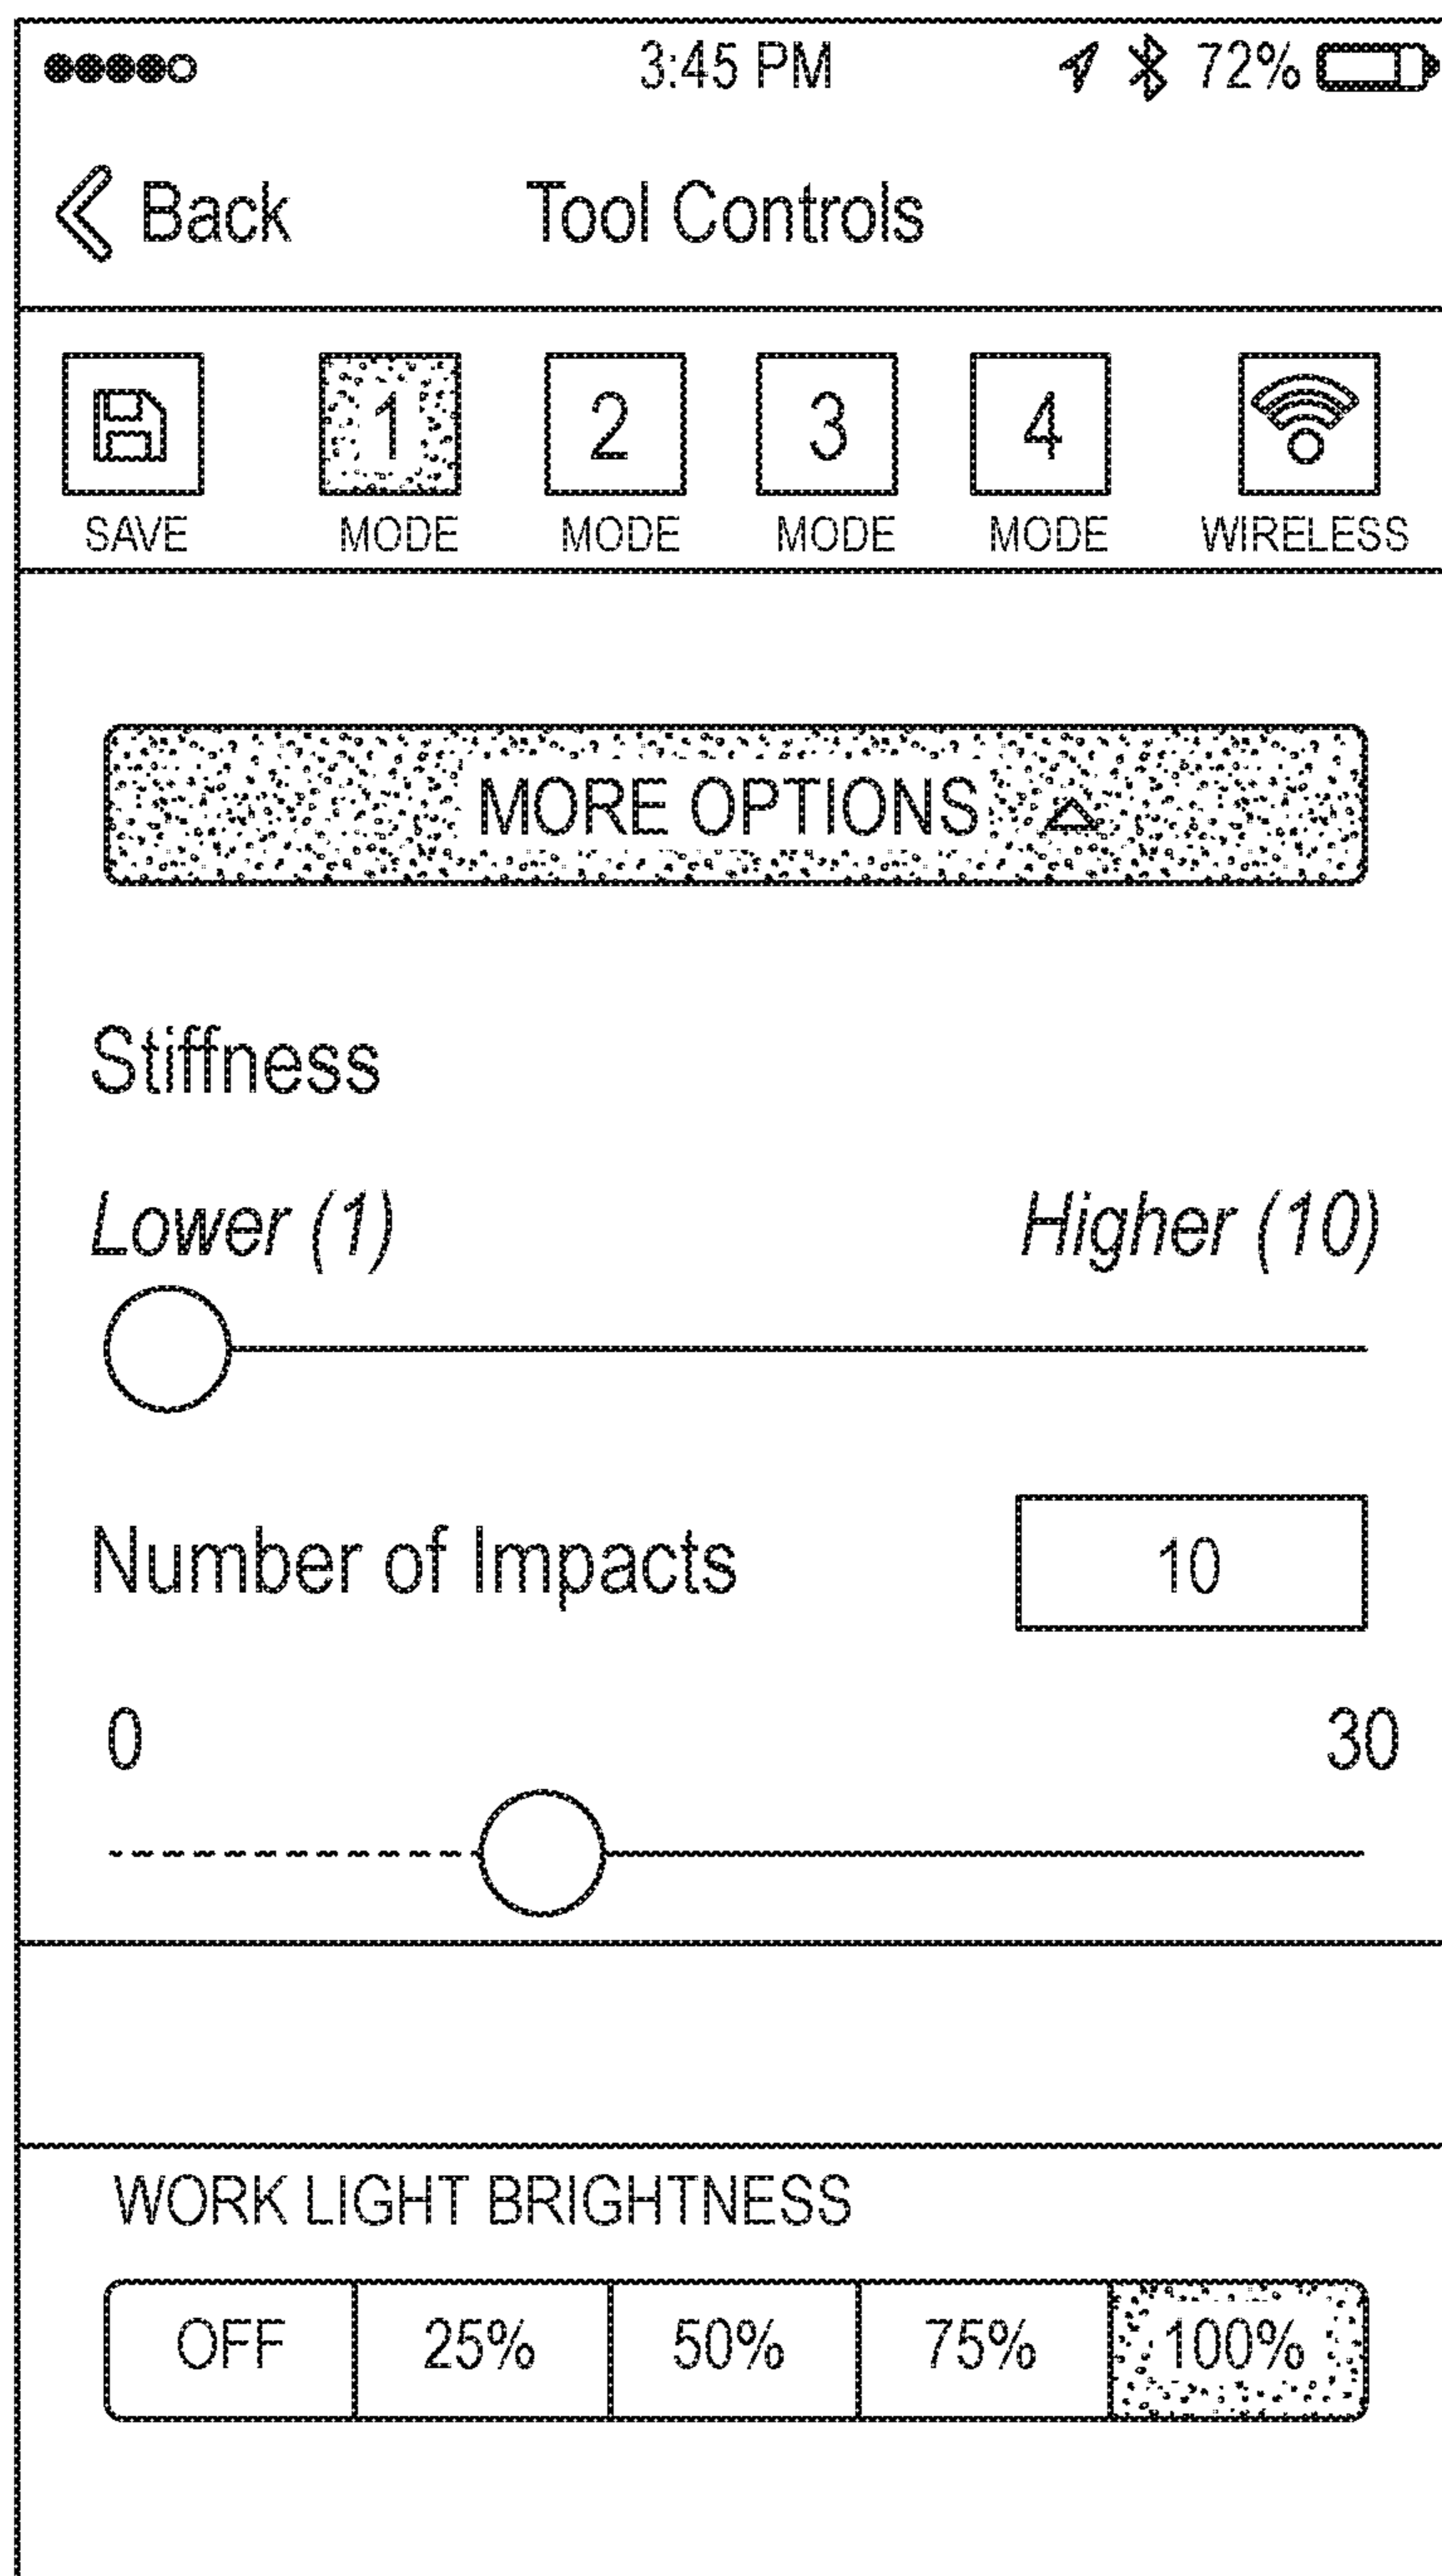 3:45 PM 72%
Back Tool Controls
1 2 3 4
SAVE MODE MODE MODE MODE WIRELESS
MORE OPTIONS
Stiffness
Lower (1) Higher (10)
Number of Impacts 10
0 30
WORK LIGHT BRIGHTNESS
OFF 25% 50% 75% 100%